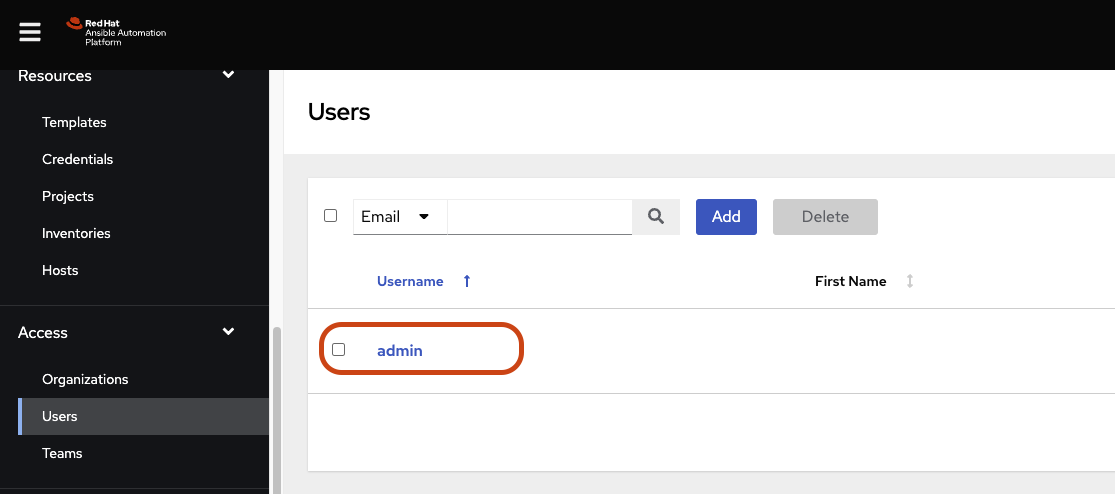 Red Hat
Ansible Automation
Platform
Resources
Templates
Credentials
Projects
Inventories
Hosts
Access
Organizations
Users
Teams
Users
Email Add Delete
Username First Name
admin